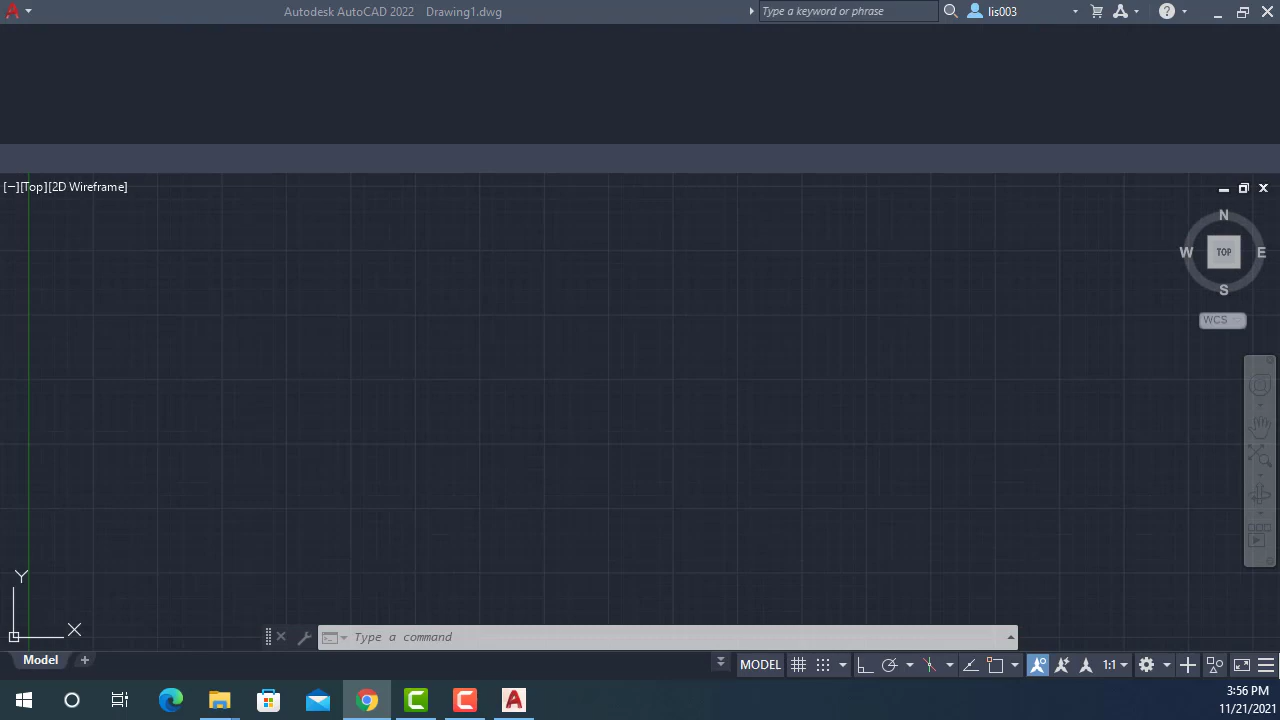 Autodesk AutoCAD 2022 Drawing1.dwg
Type a keyword or phrase
lis003
[−][Top][2D Wireframe]
N
W
TOP
E
S
WCS
Y
X
Type a command
Model
MODEL
1:1
3:56 PM
11/21/2021